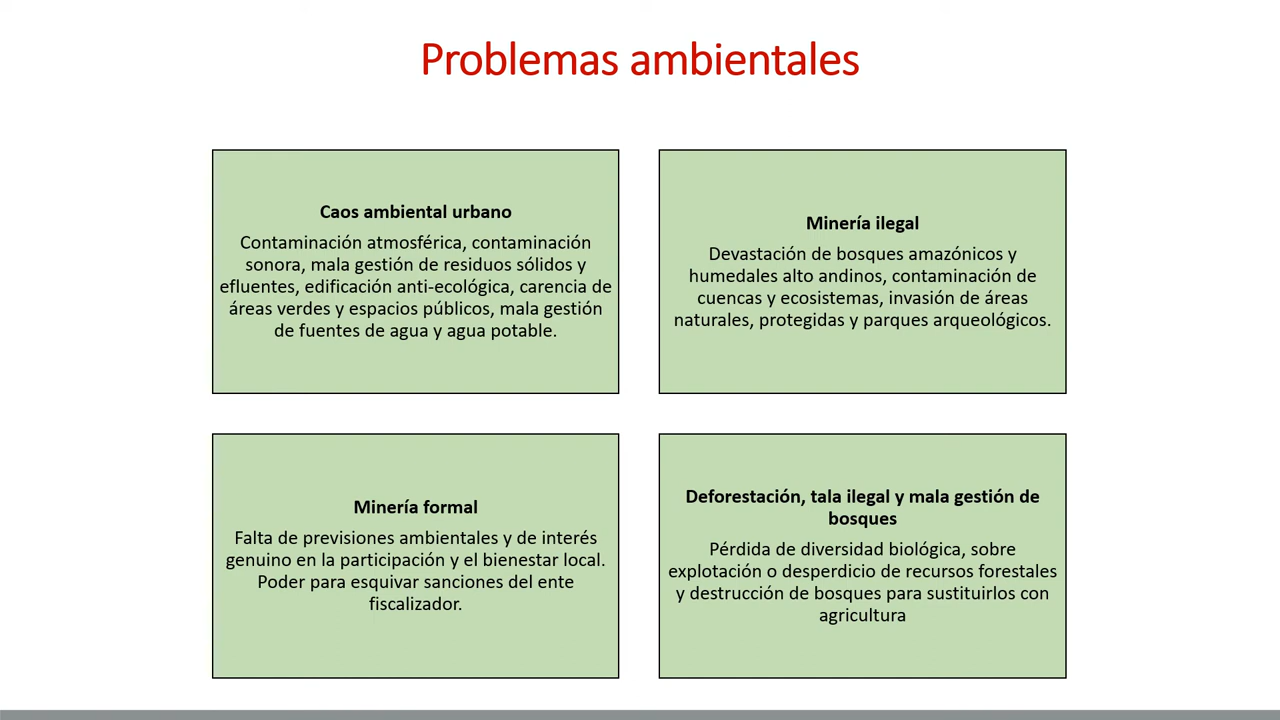 Problemas ambientales
Caos ambiental urbano
Contaminación atmosférica, contaminación
sonora, mala gestión de residuos sólidos y
efluentes, edificación anti-ecológica, carencia de
áreas verdes y espacios públicos, mala gestión
de fuentes de agua y agua potable.
Minería ilegal
Devastación de bosques amazónicos y
humedales alto andinos, contaminación de
cuencas y ecosistemas, invasión de áreas
naturales, protegidas y parques arqueológicos.
Minería formal
Falta de previsiones ambientales y de interés
genuino en la participación y el bienestar local.
Poder para esquivar sanciones del ente
fiscalizador.
Deforestación, tala ilegal y mala gestión de
bosques
Pérdida de diversidad biológica, sobre
explotación o desperdicio de recursos forestales
y destrucción de bosques para sustituirlos con
agricultura